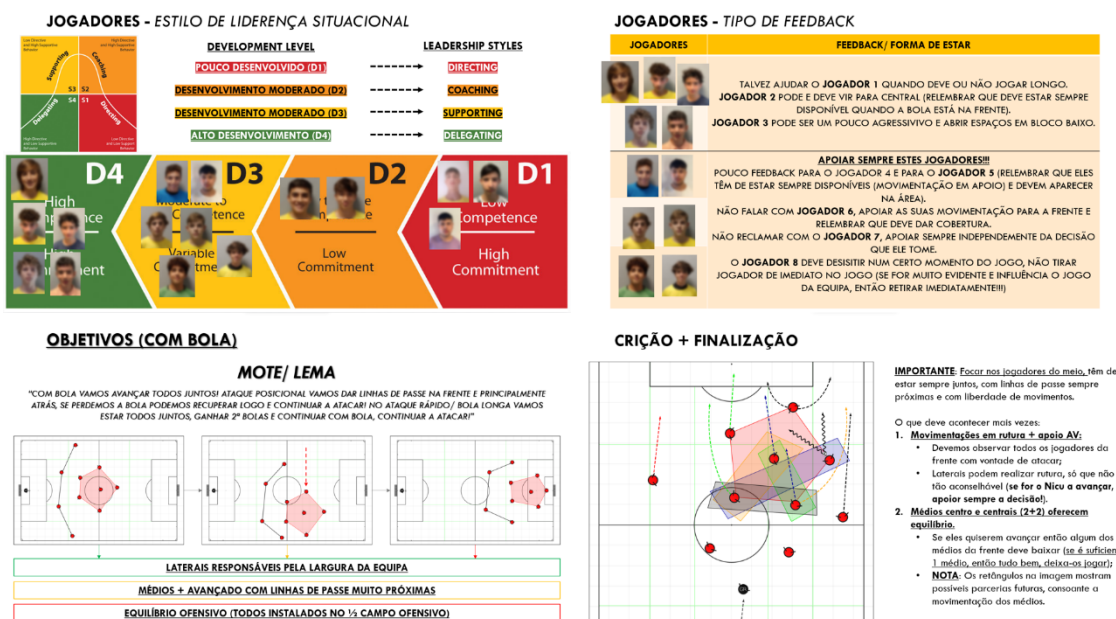 JOGADORES - ESTILO DE LIDERENÇA SITUACIONAL
Low Directive
and High Supportive
Behavior
High Directive
and High Supportive
Behavior
Supporting
Coaching
S3 S2
S4 S1
Delegating
Directing
DEVELOPMENT LEVEL
LEADERSHIP STYLES
POUCO DESENVOLVIDO (D1)
DIRECTING
DESENVOLVIMENTO MODERADO (D2)
COACHING
DESENVOLVIMENTO MODERADO (D3)
SUPPORTING
ALTO DESENVOLVIMENTO (D4)
DELEGATING
D4
High
D3
Moderate to
Variable
D2
Low
Commitment
D1
Low
Competence
High
Commitment
JOGADORES - TIPO DE FEEDBACK
JOGADORES
FEEDBACK/ FORMA DE ESTAR
TALVEZ AJUDAR O JOGADOR 1 QUANDO DEVE OU NÃO JOGAR LONGO.
JOGADOR 2 PODE E DEVE VIR PARA CENTRAL (RELEMBRAR QUE DEVE ESTAR SEMPRE
DISPONÍVEL QUANDO A BOLA ESTÁ NA FRENTE).
JOGADOR 3 PODE SER UM POUCO AGRESSIVIVO E ABRIR ESPAÇOS EM BLOCO BAIXO.
APOIAR SEMPRE ESTES JOGADORES!!!
POUCO FEEDBACK PARA O JOGADOR 4 E PARA O JOGADOR 5 (RELEMBRAR QUE ELES
TÊM DE ESTAR SEMPRE DISPONÍVEIS (MOVIMENTAÇÃO EM APOIO) E DEVEM APARECER
NA ÁREA).
NÃO FALAR COM JOGADOR 6, APOIAR AS SUAS MOVIMENTAÇÃO PARA A FRENTE E
RELEMBRAR QUE DEVE DAR COBERTURA.
NÃO RECLAMAR COM O JOGADOR 7, APOIAR SEMPRE INDEPENDEMENTE DA DECISÃO
QUE ELE TOME.
O JOGADOR 8 DEVE DESISITIR NUM CERTO MOMENTO DO JOGO, NÃO TIRAR
JOGADOR DE IMEDIATO NO JOGO (SE FOR MUITO EVIDENTE E INFLUÊNCIA O JOGO
DA EQUIPA, ENTÃO RETIRAR IMEDIATAMENTE!!!)
OBJETIVOS (COM BOLA)
MOTE/ LEMA
"COM BOLA VAMOS AVANÇAR TODOS JUNTOS! ATAQUE POSICIONAL VAMOS DAR LINHAS DE PASSE NA FRENTE E PRINCIPALMENTE
ATRÁS, SE PERDEMOS A BOLA PODEMOS RECUPERAR LOGO E CONTINUAR A ATACAR! NO ATAQUE RÁPIDO/ BOLA LONGA VAMOS
ESTAR TODOS JUNTOS, GANHAR 2ª BOLAS E CONTINUAR COM BOLA, CONTINUAR A ATACAR!"
LATERAIS RESPONSÁVEIS PELA LARGURA DA EQUIPA
MÉDIOS + AVANÇADO COM LINHAS DE PASSE MUITO PRÓXIMAS
EQUILÍBRIO OFENSIVO (TODOS INSTALADOS NO ½ CAMPO OFENSIVO)
CRIÇÃO + FINALIZAÇÃO
IMPORTANTE: Focar nos jogadores do meio, têm de
estar sempre juntos, com linhas de passe sempre
próximas e com liberdade de movimentos.
O que deve acontecer mais vezes:
1. Movimentações em rutura + apoio AV:
• Devemos observar todos os jogadores da
frente com vontade de atacar;
• Laterais podem realizar rutura, só que não
tão aconselhável (se for o Nicu a avançar,
apoior sempre a decisão!).
2. Médios centro e centrais (2+2) oferecem
equilíbrio.
• Se eles quiserem avançar então algum dos
médios da frente deve baixar (se é suficien
1 médio, então tudo bem, deixa-os jogar);
• NOTA: Os retângulos na imagem mostram
possíveis parcerias futuras, consoante a
movimentação dos médios.